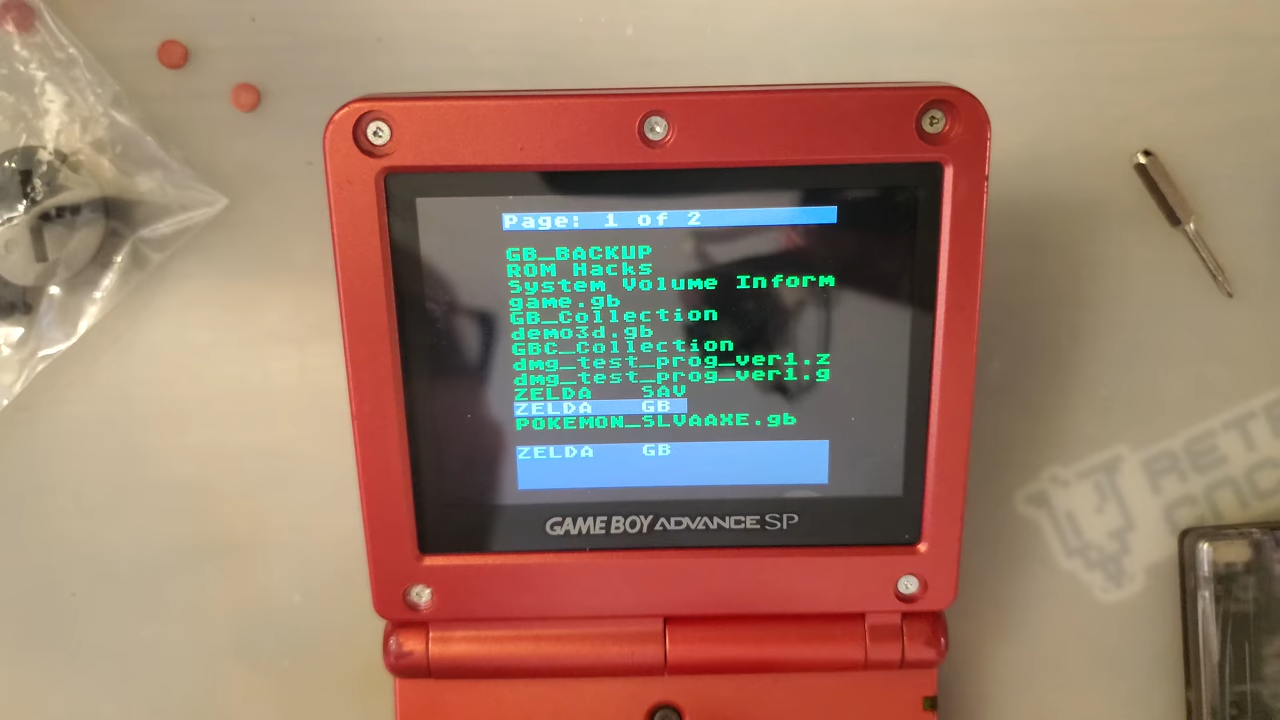 Page: 1 of 2
GB_BACKUP
ROM Hacks
System Volume Inform
game.gb
GB_Collection
demo3d.gb
GBC_Collection
dmg_test_prog_ver1.z
dmg_test_prog_ver1.g
ZELDA SAV
ZELDA GB
POKEMON_SLVAAXE.gb
ZELDA GB
GAME BOY ADVANCE SP